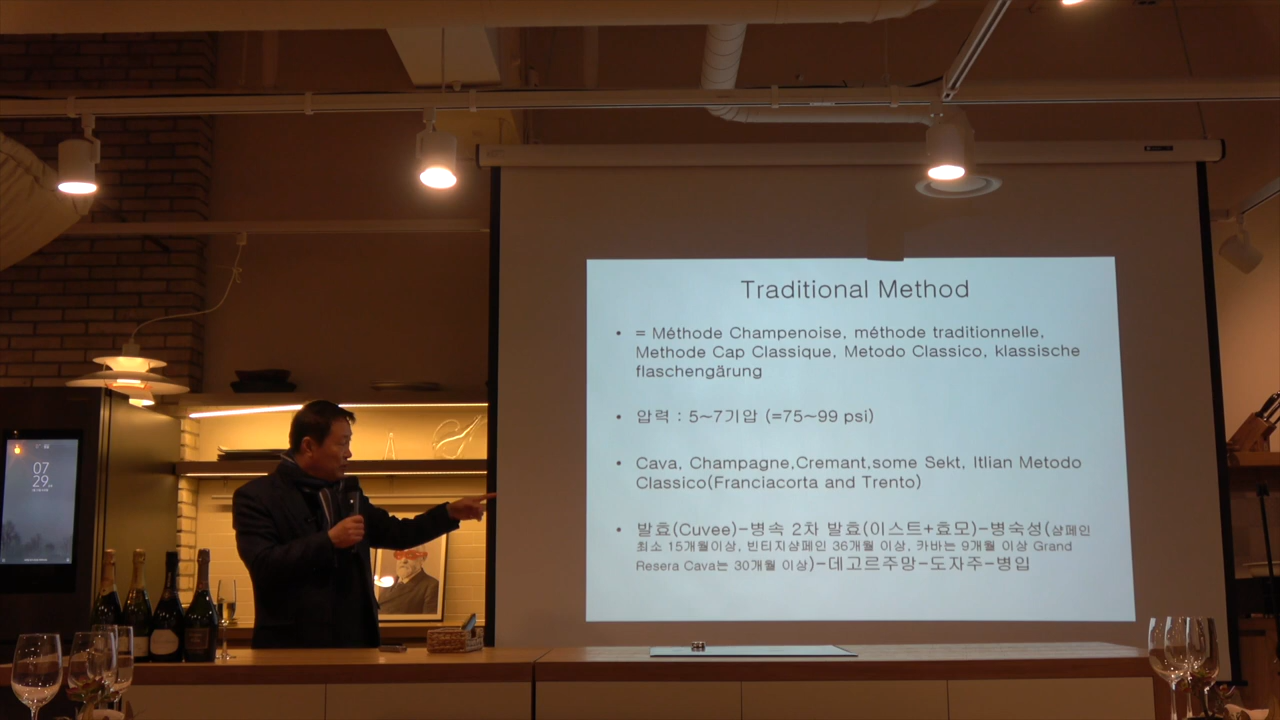 Traditional Method
• = Méthode Champenoise, méthode traditionnelle,
Methode Cap Classique, Metodo Classico, klassische
flaschengärung
• 압력 : 5~7기압 (=75~99 psi)
• Cava, Champagne,Cremant,some Sekt, Itlian Metodo
Classico(Franciacorta and Trento)
• 발효(Cuvee)-병속 2차 발효(이스트+효모)-병숙성(샴페인
최소 15개월이상, 빈티지샴페인 36개월 이상, 카바는 9개월 이상 Grand
Resera Cava는 30개월 이상)-데고르주망-도자주-병입
07
29